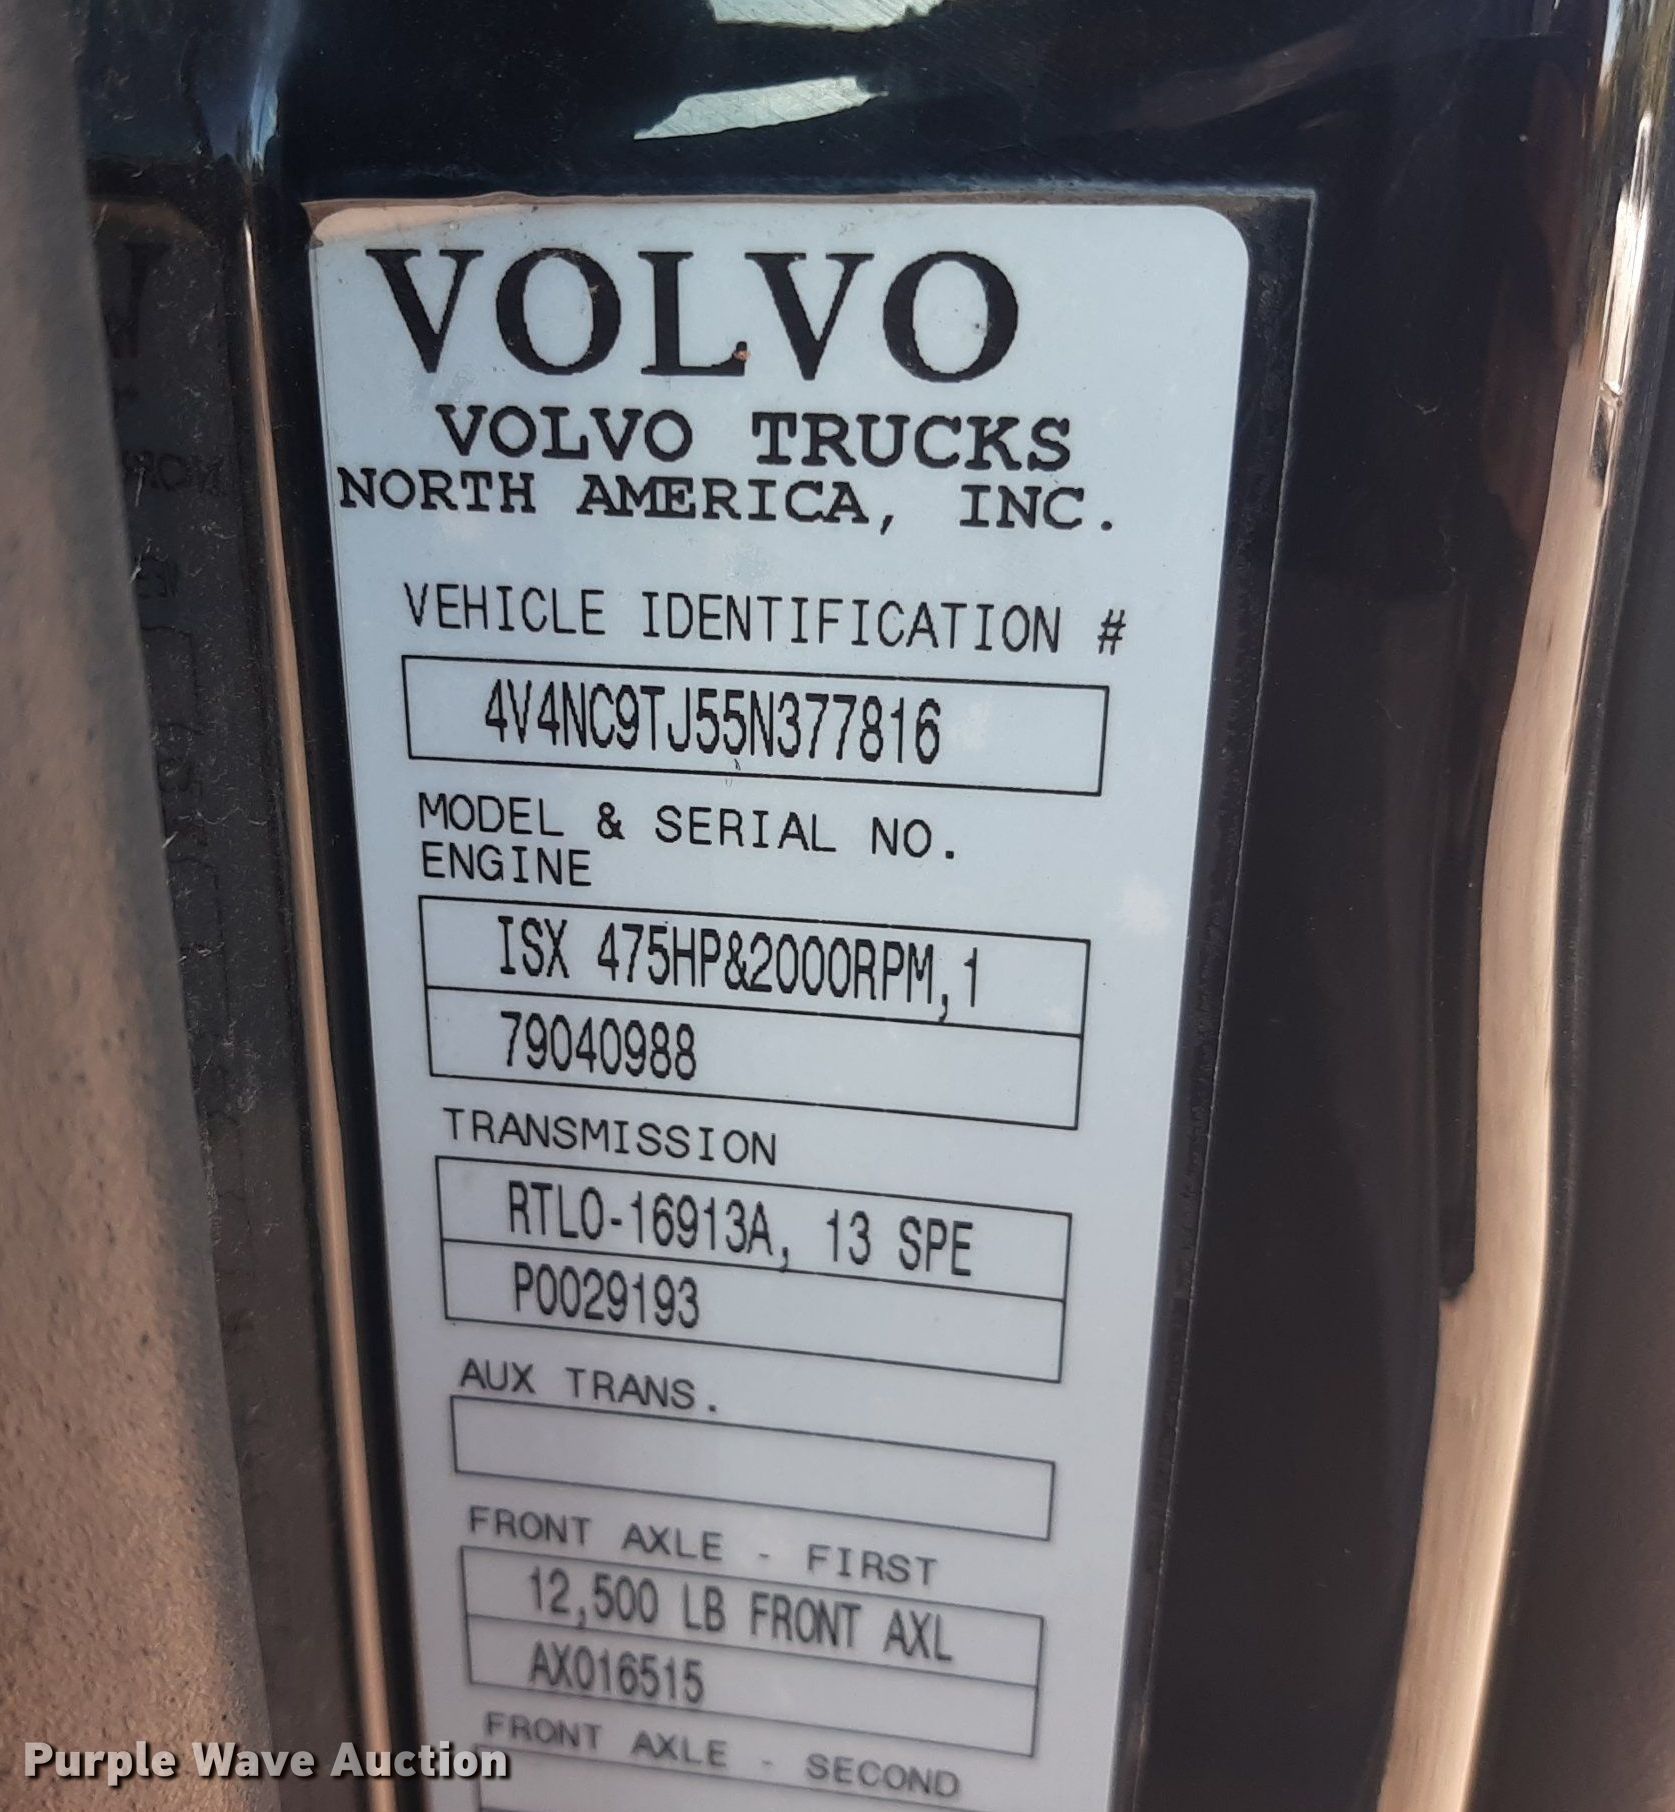 VOLVO
VOLVO TRUCKS
NORTH AMERICA, INC.
VEHICLE IDENTIFICATION #
4V4NC9TJ55N377816
MODEL & SERIAL NO.
ENGINE
ISX 475HP&2000RPM,1
79040988
TRANSMISSION
RTLO-16913A, 13 SPE
P0029193
AUX TRANS.
FRONT AXLE - FIRST
12,500 LB FRONT AXL
AX016515
FRONT AXLE - SECOND
Purple Wave Auction